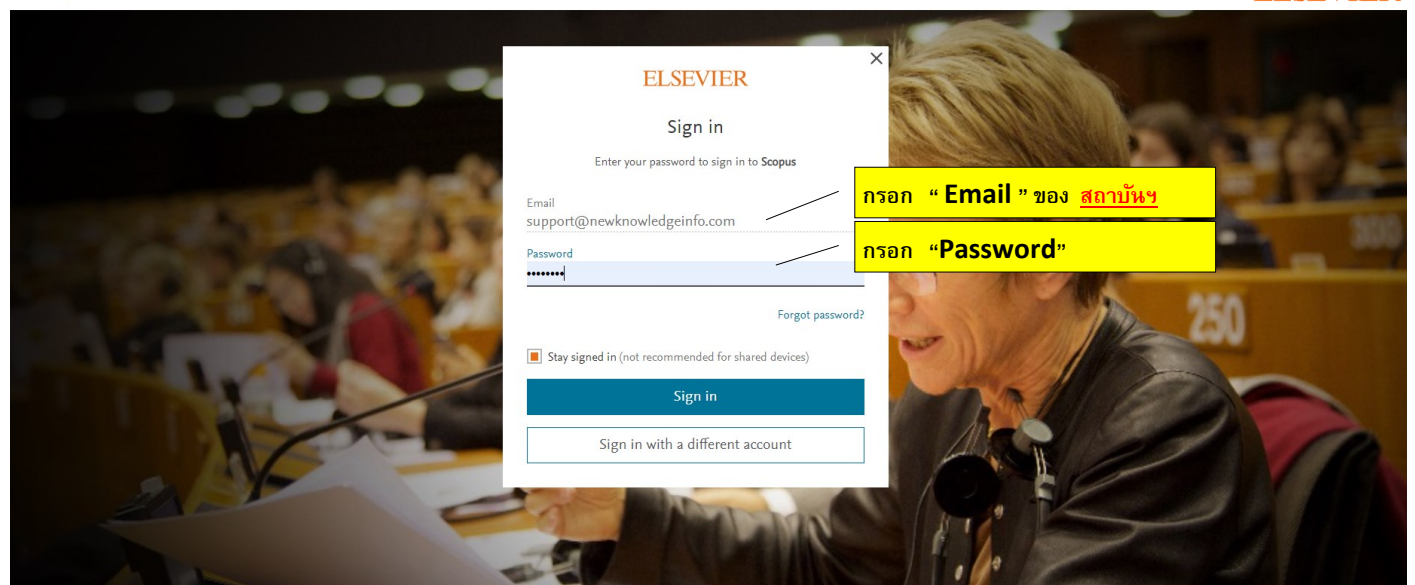 ELSEVIER
Sign in
Enter your password to sign in to Scopus
Email
support@newknowledgeinfo.com
กรอก “ Email ” ของ สถาบันฯ
Password
••••••••
กรอก “Password”
Forgot password?
Stay signed in (not recommended for shared devices)
Sign in
Sign in with a different account
250
300